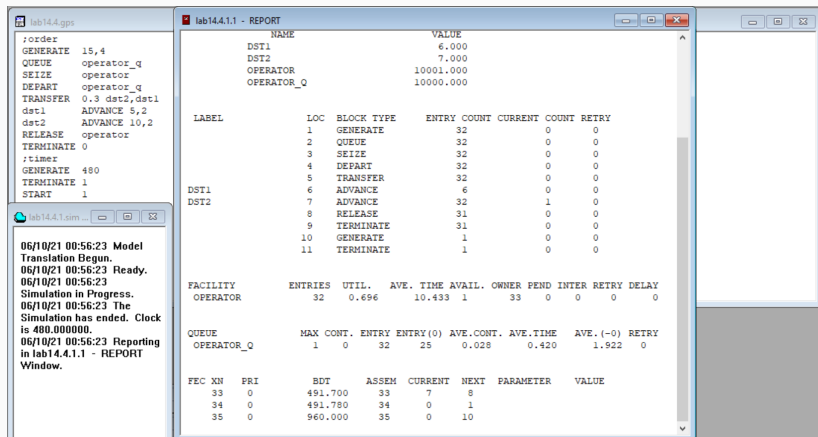 lab14.4.gps
;order
GENERATE 15,4
QUEUE operator_q
SEIZE operator
DEPART operator_q
TRANSFER 0.3 dst2,dst1
dst1 ADVANCE 5,2
dst2 ADVANCE 10,2
RELEASE operator
TERMINATE 0
;timer
GENERATE 480
TERMINATE 1
START 1
lab14.4.1.sim ...
06/10/21 00:56:23 Model
Translation Begun.
06/10/21 00:56:23 Ready.
06/10/21 00:56:23
Simulation in Progress.
06/10/21 00:56:23 The
Simulation has ended. Clock
is 480.000000.
06/10/21 00:56:23 Reporting
in lab14.4.1.1 - REPORT
Window.
lab14.4.1.1 - REPORT
NAME VALUE
DST1 6.000
DST2 7.000
OPERATOR 10001.000
OPERATOR_Q 10000.000
LABEL LOC BLOCK TYPE ENTRY COUNT CURRENT COUNT RETRY
1 GENERATE 32 0 0
2 QUEUE 32 0 0
3 SEIZE 32 0 0
4 DEPART 32 0 0
5 TRANSFER 32 0 0
DST1 6 ADVANCE 6 0 0
DST2 7 ADVANCE 32 1 0
8 RELEASE 31 0 0
9 TERMINATE 31 0 0
10 GENERATE 1 0 0
11 TERMINATE 1 0 0
FACILITY ENTRIES UTIL. AVE. TIME AVAIL. OWNER PEND INTER RETRY DELAY
OPERATOR 32 0.696 10.433 1 33 0 0 0 0
QUEUE MAX CONT. ENTRY ENTRY(0) AVE.CONT. AVE.TIME AVE.(-0) RETRY
OPERATOR_Q 1 0 32 25 0.028 0.420 1.922 0
FEC XN PRI BDT ASSEM CURRENT NEXT PARAMETER VALUE
33 0 491.700 33 7 8
34 0 491.780 34 0 1
35 0 960.000 35 0 10